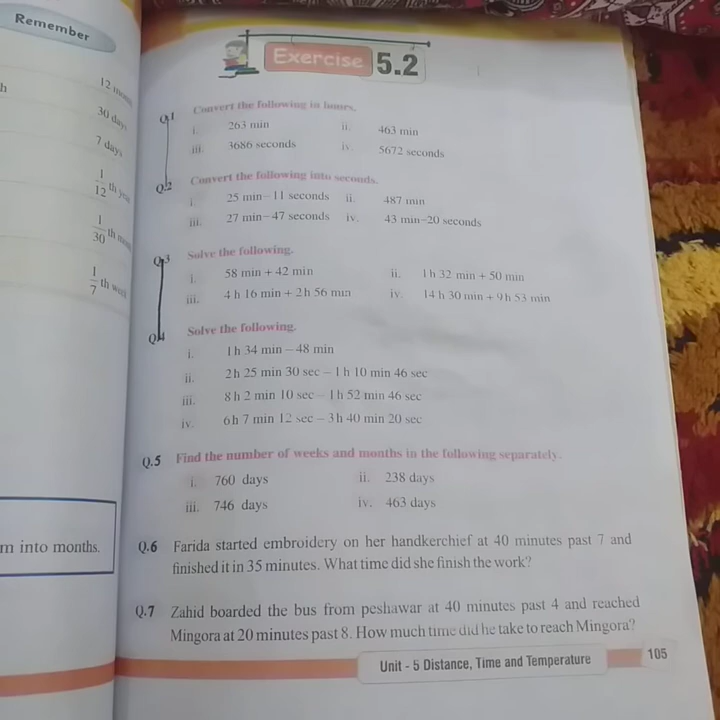 Remember
12 months
30 days
7 days
1/12 th year
1/30 th
1/7 th week
m into months.
Exercise 5.2
Q.1 Convert the following in hours.
i. 263 min ii. 463 min
iii. 3686 seconds iv. 5672 seconds
Q.2 Convert the following into seconds.
i. 25 min–11 seconds ii. 487 min
iii. 27 min–47 seconds iv. 43 min–20 seconds
Q.3 Solve the following.
i. 58 min + 42 min ii. 1 h 32 min + 50 min
iii. 4 h 16 min + 2 h 56 min iv. 14 h 30 min + 9 h 53 min
Q.4 Solve the following.
i. 1 h 34 min – 48 min
ii. 2 h 25 min 30 sec – 1 h 10 min 46 sec
iii. 8 h 2 min 10 sec – 1 h 52 min 46 sec
iv. 6 h 7 min 12 sec – 3 h 40 min 20 sec
Q.5 Find the number of weeks and months in the following separately.
i. 760 days ii. 238 days
iii. 746 days iv. 463 days
Q.6 Farida started embroidery on her handkerchief at 40 minutes past 7 and
finished it in 35 minutes. What time did she finish the work?
Q.7 Zahid boarded the bus from peshawar at 40 minutes past 4 and reached
Mingora at 20 minutes past 8. How much time did he take to reach Mingora?
Unit - 5 Distance, Time and Temperature 105